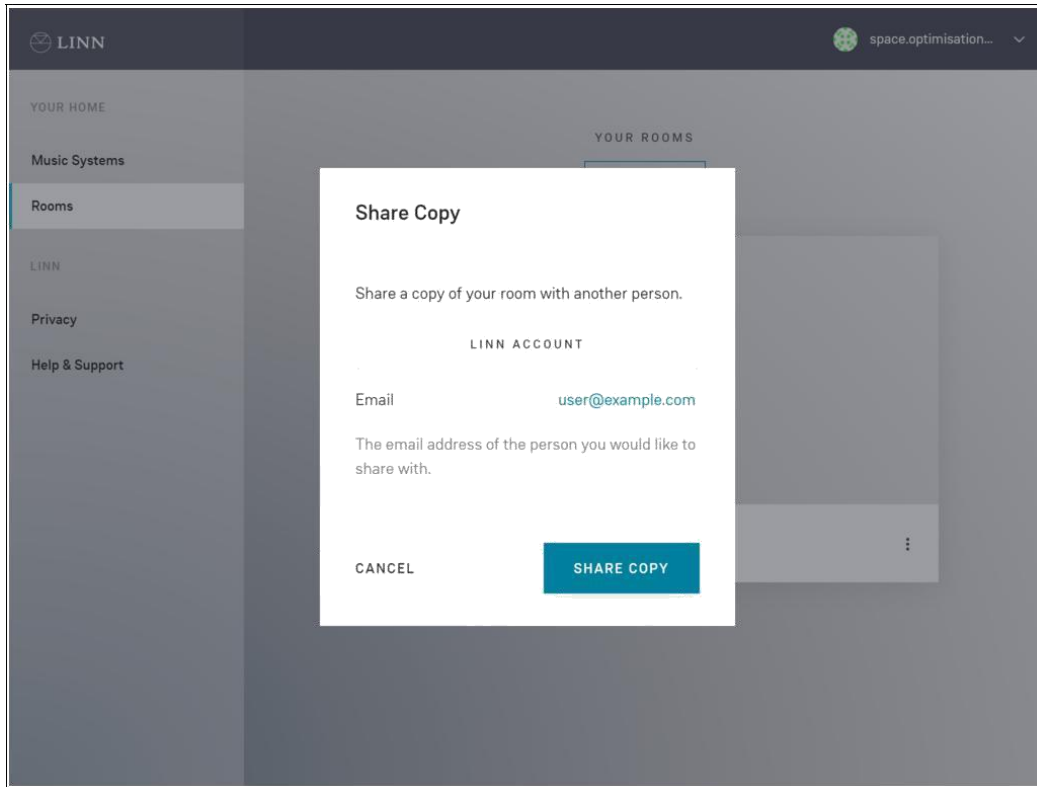 LINN
space.optimisation...
YOUR HOME
Music Systems
Rooms
LINN
Privacy
Help & Support
YOUR ROOMS
Share Copy
Share a copy of your room with another person.
LINN ACCOUNT
Email user@example.com
The email address of the person you would like to
share with.
CANCEL SHARE COPY